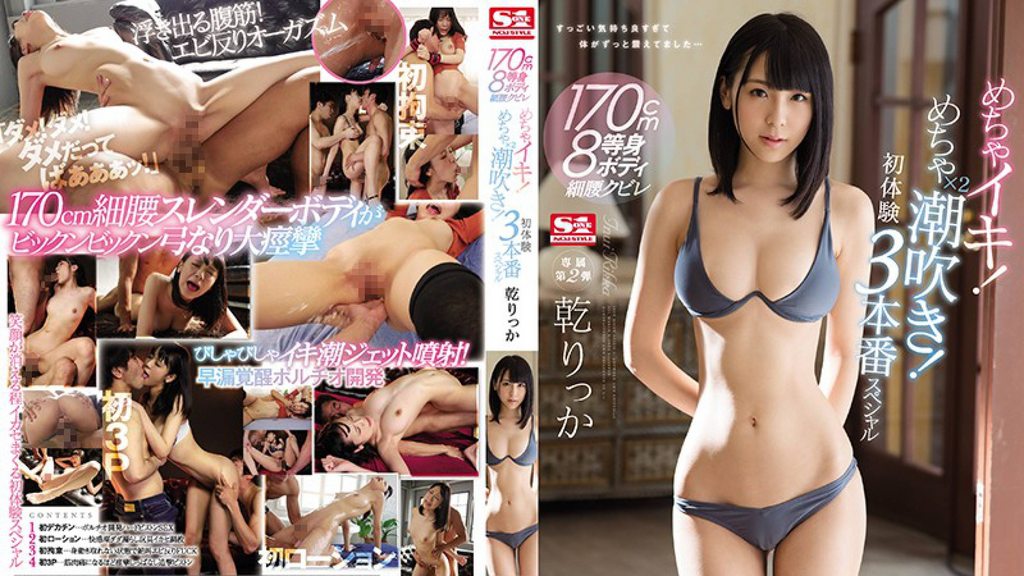 浮き出る腹筋!
エビ反りオーガズム
初拘束
ダメ!ダメ!
ダメだって
はぁああッ!!
170cm細腰スレンダーボディが
ビックンビックン弓なり大痙攣
びしゃびしゃイキ潮ジェット噴射!!
早漏覚醒ポルチオ開発
初3P
初ローション
CONTENTS
S1
NO.1 STYLE
170cm
8等身ボディ
細腰クビレ
めちゃイキ!
めちゃ×2潮吹き!
初体験
3本番
スペシャル
乾りっか
すっごい気持ち良すぎて
体がずっと震えてました…
170cm
8等身
ボディ
細腰クビレ
S1
NO.1 STYLE
専属
第2弾
乾りっか
めちゃイキ!
めちゃ×2潮吹き!
初体験
3本番
スペシャル